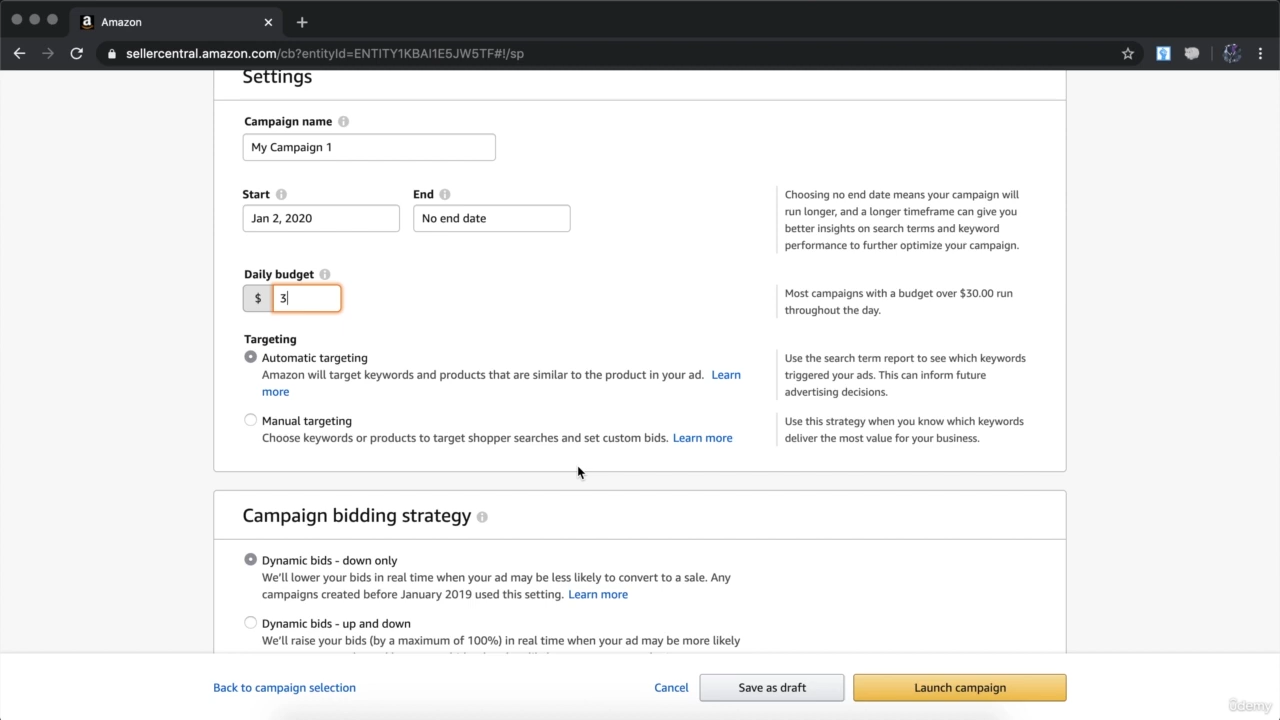 Amazon
sellercentral.amazon.com/cb?entityId=ENTITY1KBAI1E5JW5TF#!/sp
Settings
Campaign name
My Campaign 1
Start
End
Jan 2, 2020
No end date
Choosing no end date means your campaign will
run longer, and a longer timeframe can give you
better insights on search terms and keyword
performance to further optimize your campaign.
Daily budget
$ 3
Most campaigns with a budget over $30.00 run
throughout the day.
Targeting
Automatic targeting
Amazon will target keywords and products that are similar to the product in your ad. Learn
more
Use the search term report to see which keywords
triggered your ads. This can inform future
advertising decisions.
Manual targeting
Choose keywords or products to target shopper searches and set custom bids. Learn more
Use this strategy when you know which keywords
deliver the most value for your business.
Campaign bidding strategy
Dynamic bids - down only
We'll lower your bids in real time when your ad may be less likely to convert to a sale. Any
campaigns created before January 2019 used this setting. Learn more
Dynamic bids - up and down
We'll raise your bids (by a maximum of 100%) in real time when your ad may be more likely
Back to campaign selection
Cancel
Save as draft
Launch campaign
ûdemy